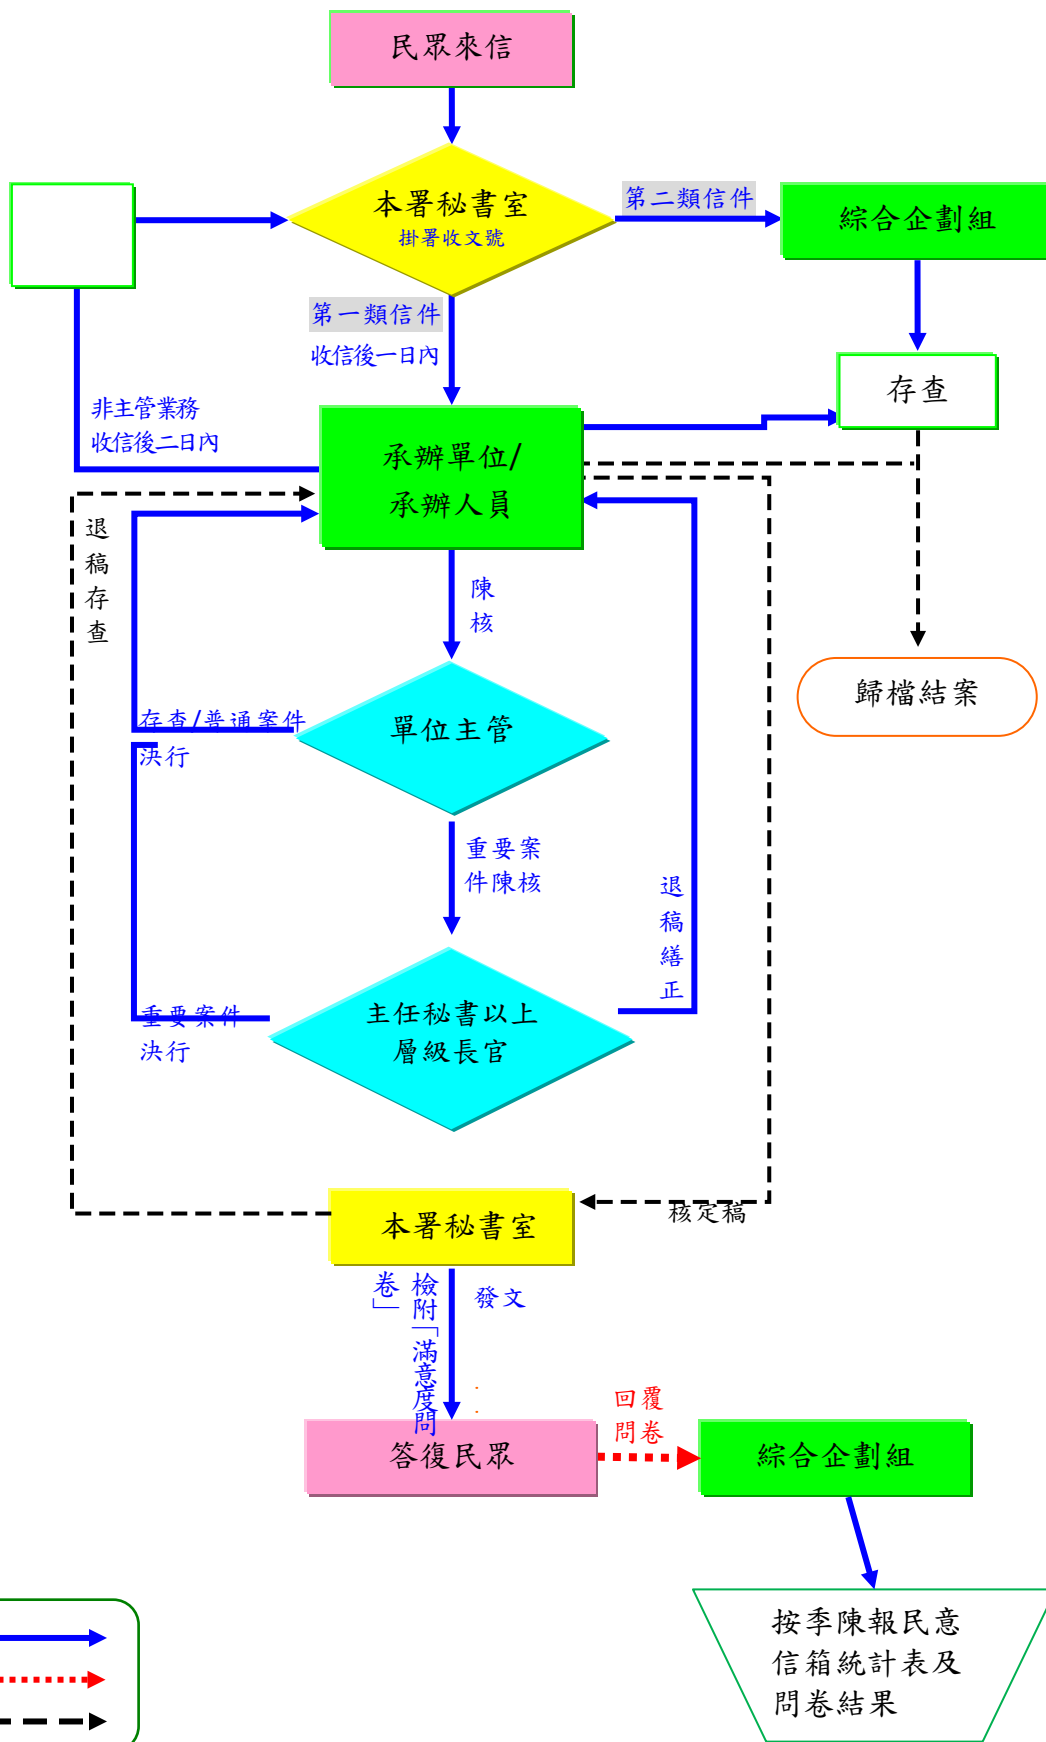 民眾來信
本署秘書室
掛署收文號
第二類信件
綜合企劃組
第一類信件
收信後一日內
存查
非主管業務
收信後二日內
承辦單位/
承辦人員
退稿存查
陳核
歸檔結案
單位主管
存查/普通案件
決行
重要案
件陳核
退稿繕正
主任秘書以上
層級長官
重要案件
決行
本署秘書室
核定稿
檢附「滿意度問
卷」
發文
回覆
問卷
答復民眾
綜合企劃組
按季陳報民意
信箱統計表及
問卷結果